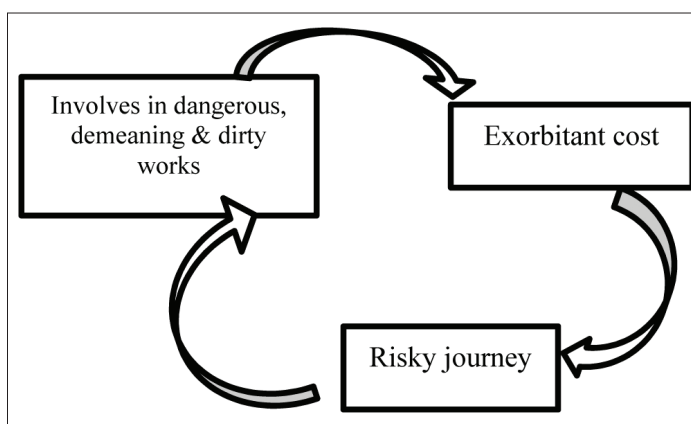 Involves in dangerous,
demeaning & dirty
works
Exorbitant cost
Risky journey